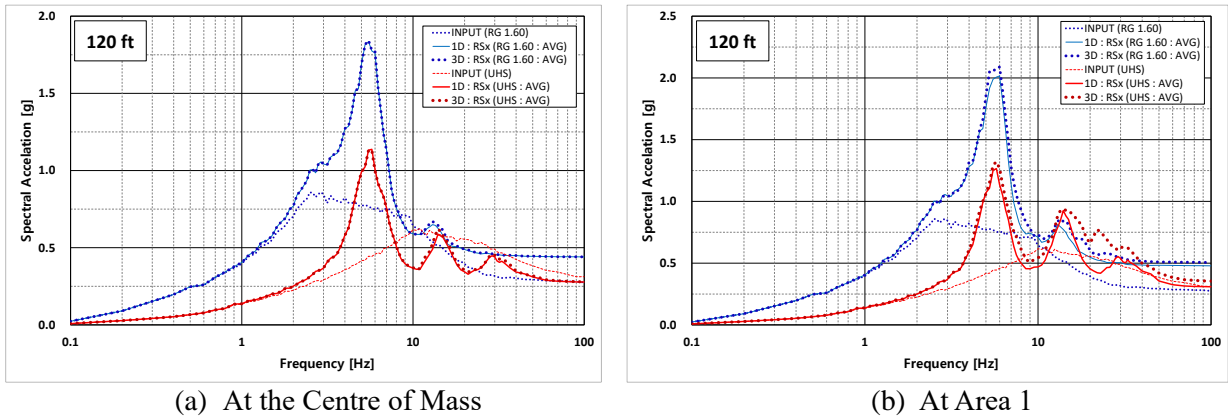 120 ft
INPUT (RG 1.60)
1D : RSx (RG 1.60 : AVG)
3D : RSx (RG 1.60 : AVG)
INPUT (UHS)
1D : RSx (UHS : AVG)
3D : RSx (UHS : AVG)
Spectral Accelation [g]
2.0
1.5
1.0
0.5
0.0
0.1
1
10
100
Frequency [Hz]
(a) At the Centre of Mass
120 ft
INPUT (RG 1.60)
1D : RSx (RG 1.60 : AVG)
3D : RSx (RG 1.60 : AVG)
INPUT (UHS)
1D : RSx (UHS : AVG)
3D : RSx (UHS : AVG)
Spectral Accelation [g]
2.5
2.0
1.5
1.0
0.5
0.0
0.1
1
10
100
Frequency [Hz]
(b) At Area 1